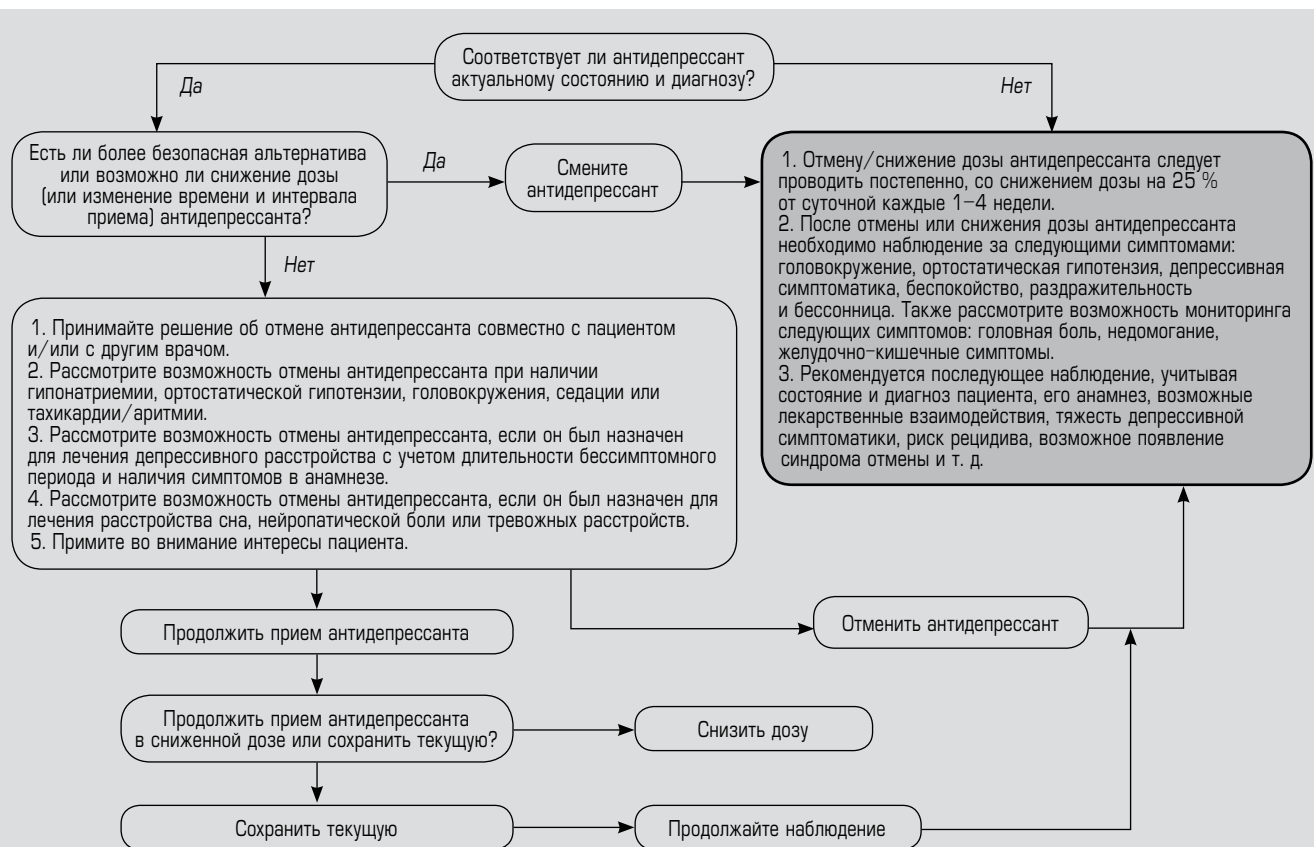 Соответствует ли антидепрессант
актуальному состоянию и диагнозу?
Да
Нет
Есть ли более безопасная альтернатива
или возможно ли снижение дозы
(или изменение времени и интервала
приема) антидепрессанта?
Да
Смените
антидепрессант
1. Отмену/снижение дозы антидепрессанта следует
проводить постепенно, со снижением дозы на 25 %
от суточной каждые 1–4 недели.
2. После отмены или снижения дозы антидепрессанта
необходимо наблюдение за следующими симптомами:
головокружение, ортостатическая гипотензия, депрессивная
симптоматика, беспокойство, раздражительность
и бессонница. Также рассмотрите возможность мониторинга
следующих симптомов: головная боль, недомогание,
желудочно-кишечные симптомы.
3. Рекомендуется последующее наблюдение, учитывая
состояние и диагноз пациента, его анамнез, возможные
лекарственные взаимодействия, тяжесть депрессивной
симптоматики, риск рецидива, возможное появление
синдрома отмены и т. д.
Нет
1. Принимайте решение об отмене антидепрессанта совместно с пациентом
и/или с другим врачом.
2. Рассмотрите возможность отмены антидепрессанта при наличии
гипонатриемии, ортостатической гипотензии, головокружения, седации или
тахикардии/аритмии.
3. Рассмотрите возможность отмены антидепрессанта, если он был назначен
для лечения депрессивного расстройства с учетом длительности бессимптомного
периода и наличия симптомов в анамнезе.
4. Рассмотрите возможность отмены антидепрессанта, если он был назначен для
лечения расстройства сна, нейропатической боли или тревожных расстройств.
5. Примите во внимание интересы пациента.
Продолжить прием антидепрессанта
Отменить антидепрессант
Продолжить прием антидепрессанта
в сниженной дозе или сохранить текущую?
Снизить дозу
Сохранить текущую
Продолжайте наблюдение